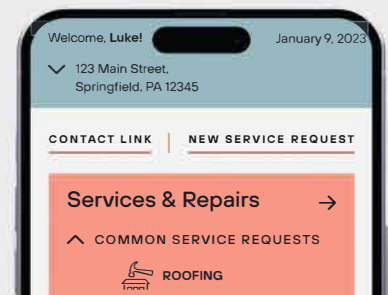 Welcome, Luke! January 9, 2023
123 Main Street,
Springfield, PA 12345
CONTACT LINK NEW SERVICE REQUEST
Services & Repairs
COMMON SERVICE REQUESTS
ROOFING